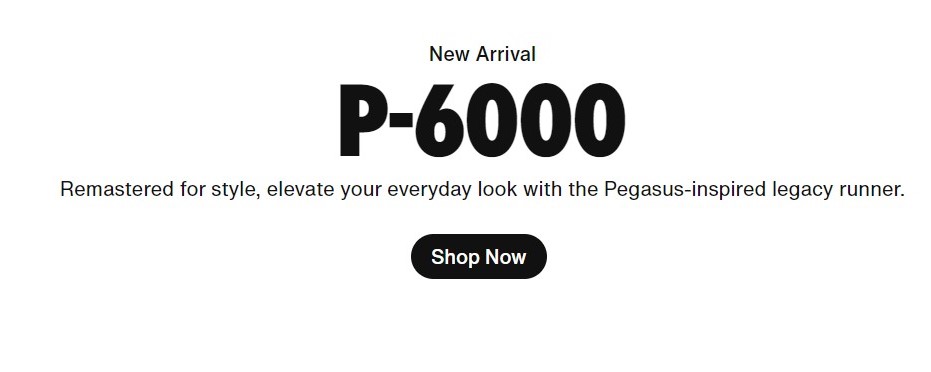 New Arrival
P-6000
Remastered for style, elevate your everyday look with the Pegasus-inspired legacy runner.
Shop Now